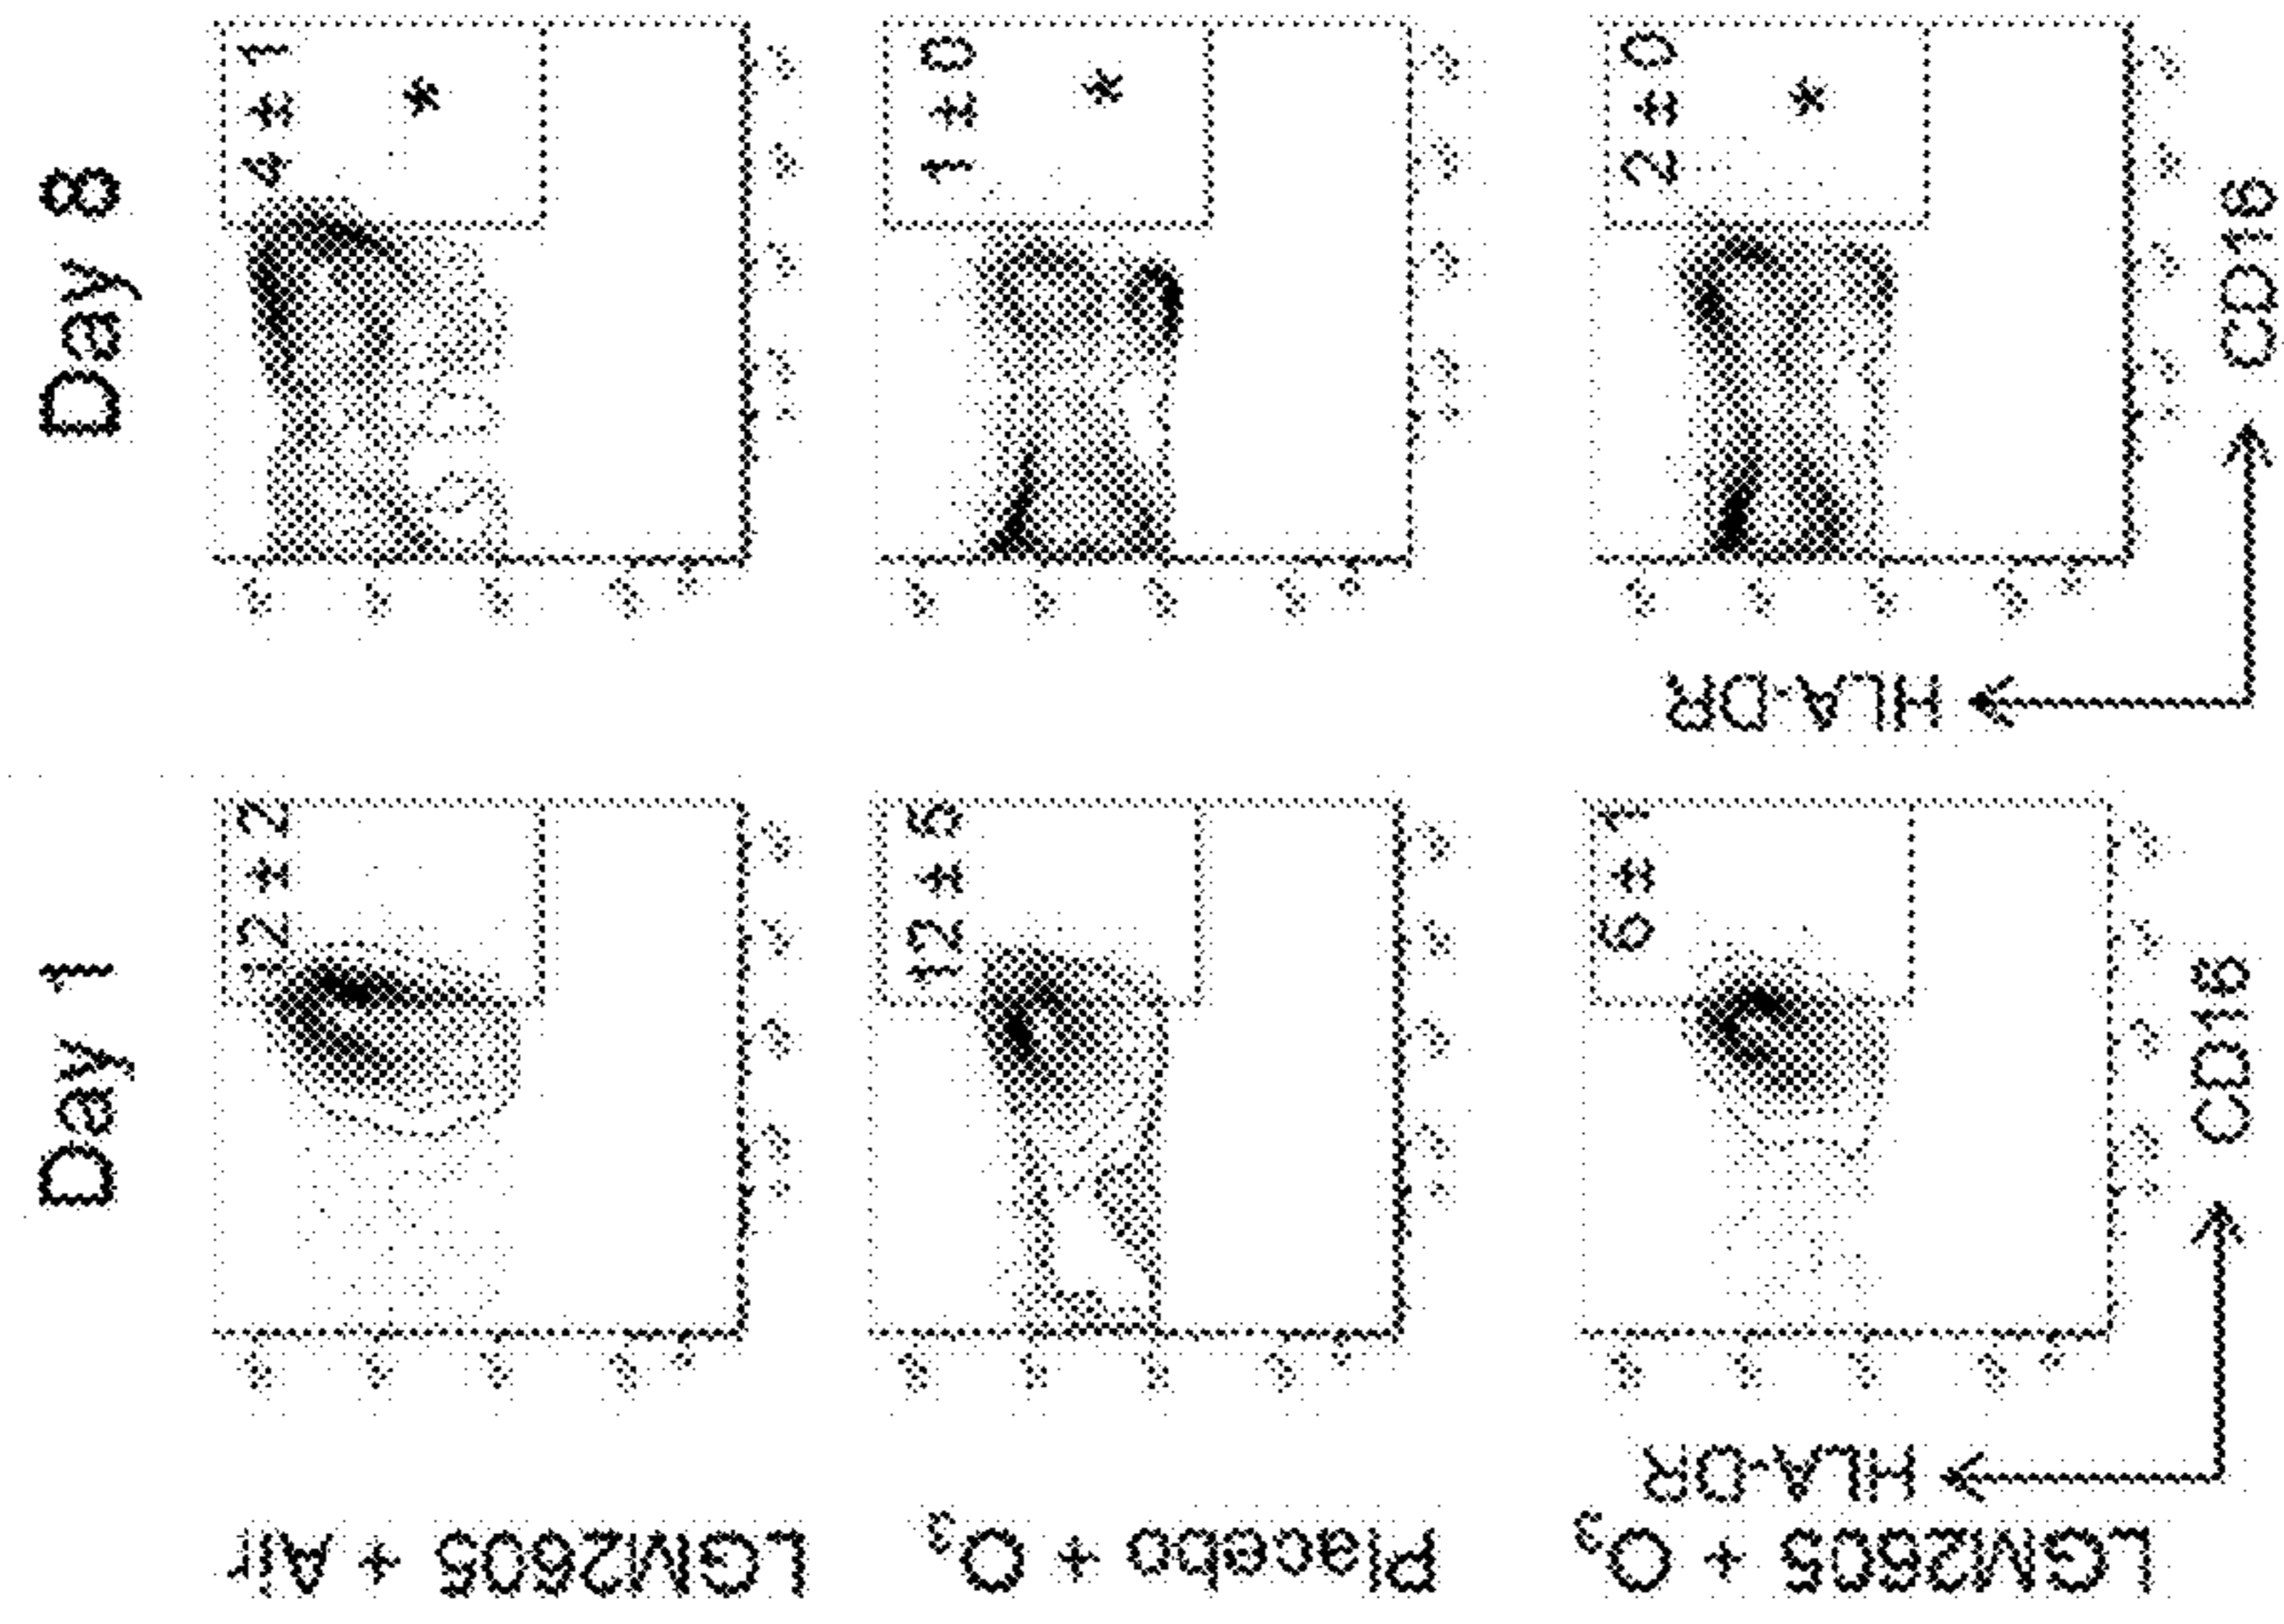 Day 1
Day 8
LGM2605 + Air
12 ± 2
4 ± 1
*
Placebo + O₃
12 ± 5
1 ± 0
*
LGM2605 + O₃
6 ± 1
2 ± 0
*
HLA-DR
CD16
HLA-DR
CD16